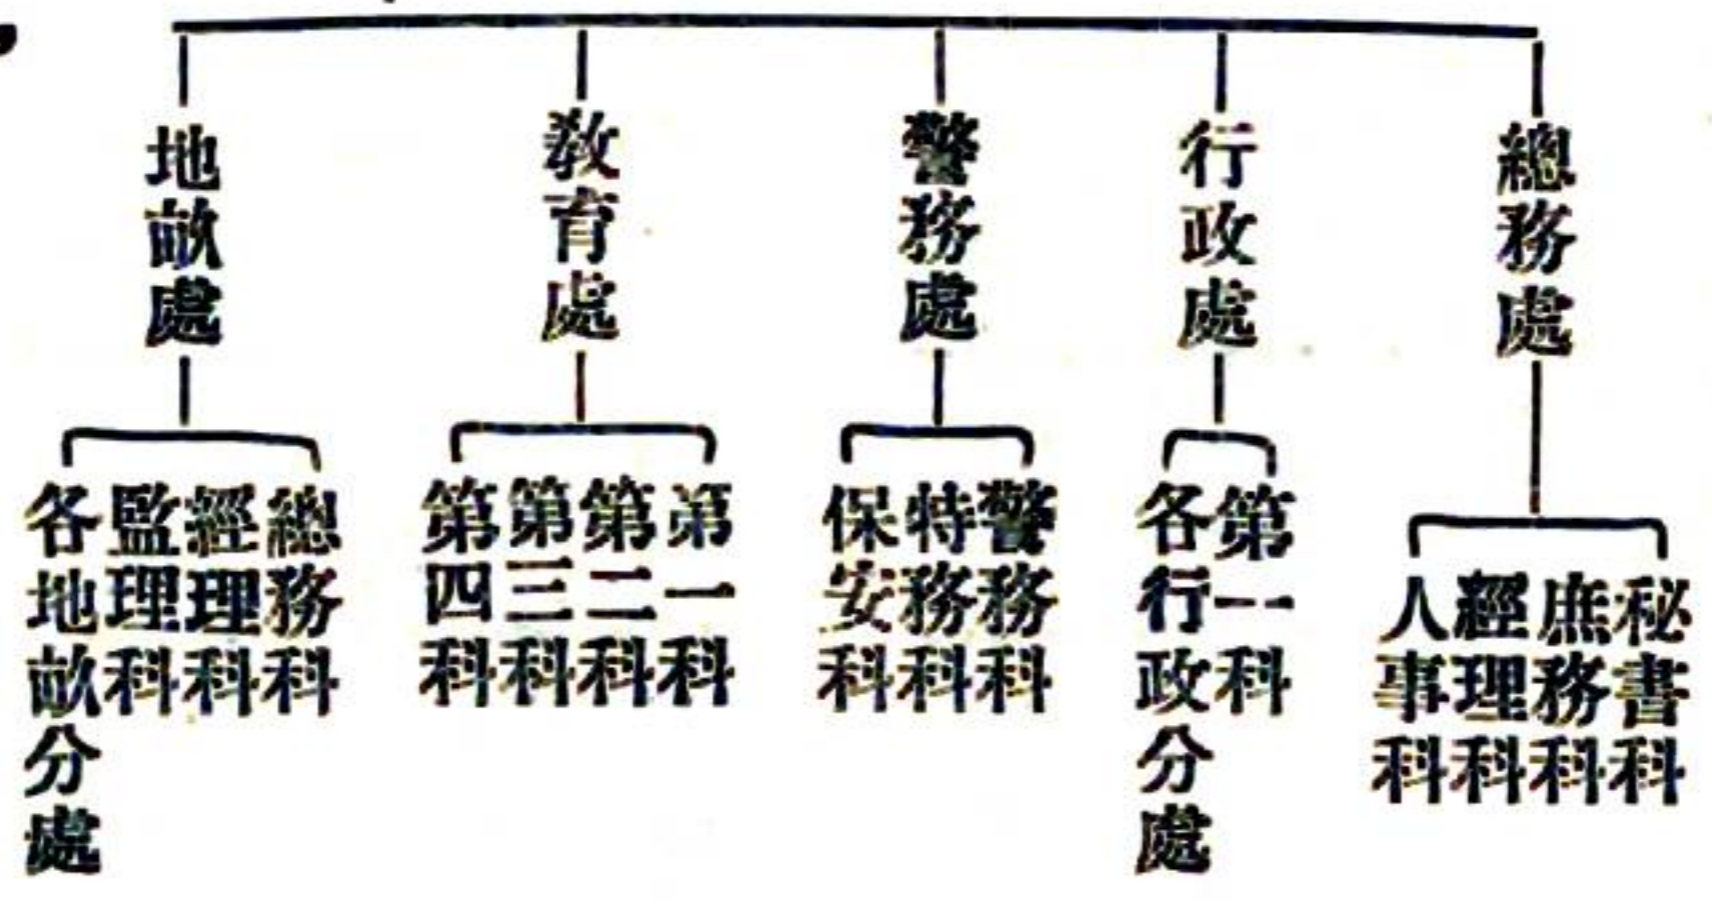 總務處
秘書科
庶務科
經理科
人事科
行政處
第一科
各行政分處
警務處
警務科
特務科
保安科
教育處
第一科
第二科
第三科
第四科
地畝處
總務科
經理科
監理科
各地畝分處